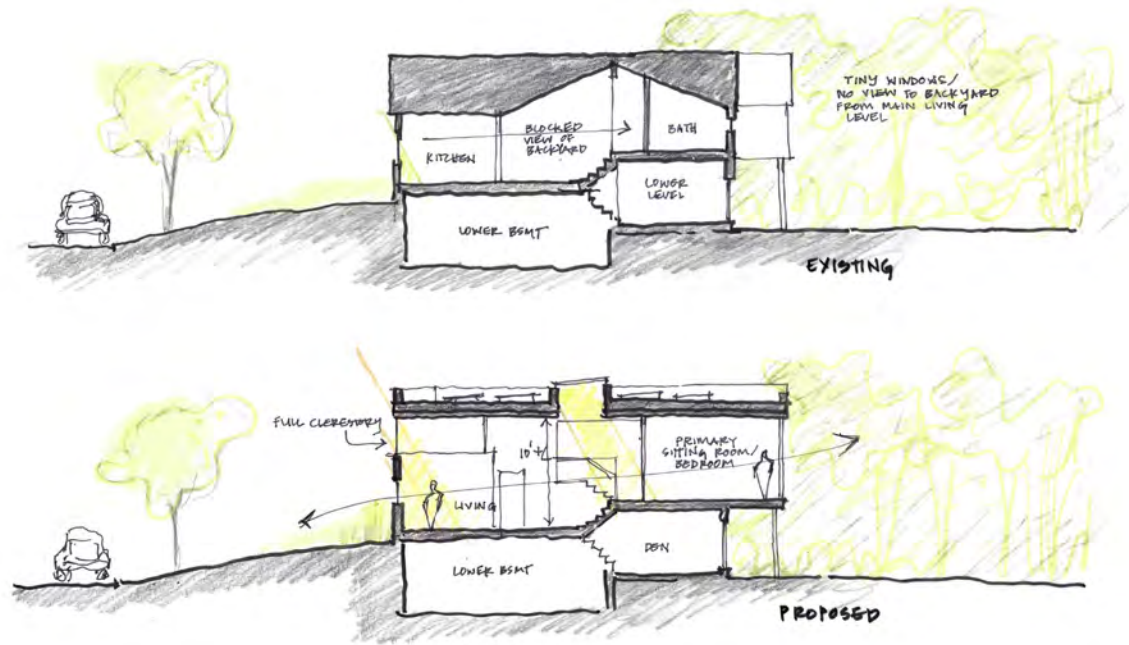 TINY WINDOWS/
NO VIEW TO BACKYARD
FROM MAIN LIVING
LEVEL
BLOCKED
VIEW OF
BACKYARD
BATH
KITCHEN
LOWER
LEVEL
LOWER BSMT
EXISTING
FULL CLERESTORY
10'+/-
PRIMARY
SITTING ROOM/
BEDROOM
LIVING
DEN
LOWER BSMT
PROPOSED